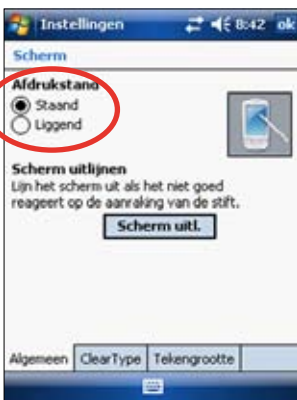 Instellingen 8:42 ok
Scherm
Afdrukstand
Staand
Liggend
Scherm uitlijnen
Lijn het scherm uit als het niet goed
reageert op de aanraking van de stift.
Scherm uitl.
Algemeen ClearType Tekengrootte